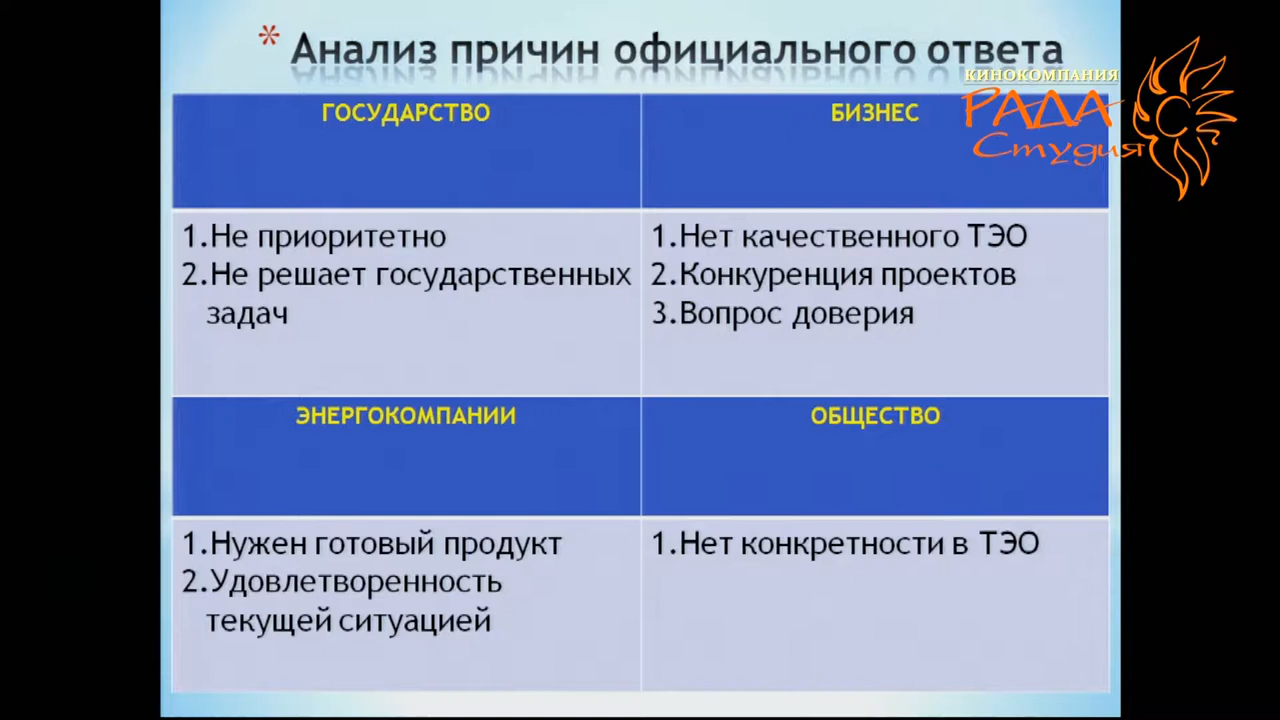 * Анализ причин официального ответа
КИНОКОМПАНИЯ
РАДА
Студия
ГОСУДАРСТВО
БИЗНЕС
1.Не приоритетно
2.Не решает государственных
задач
1.Нет качественного ТЭО
2.Конкуренция проектов
3.Вопрос доверия
ЭНЕРГОКОМПАНИИ
ОБЩЕСТВО
1.Нужен готовый продукт
2.Удовлетворенность
текущей ситуацией
1.Нет конкретности в ТЭО